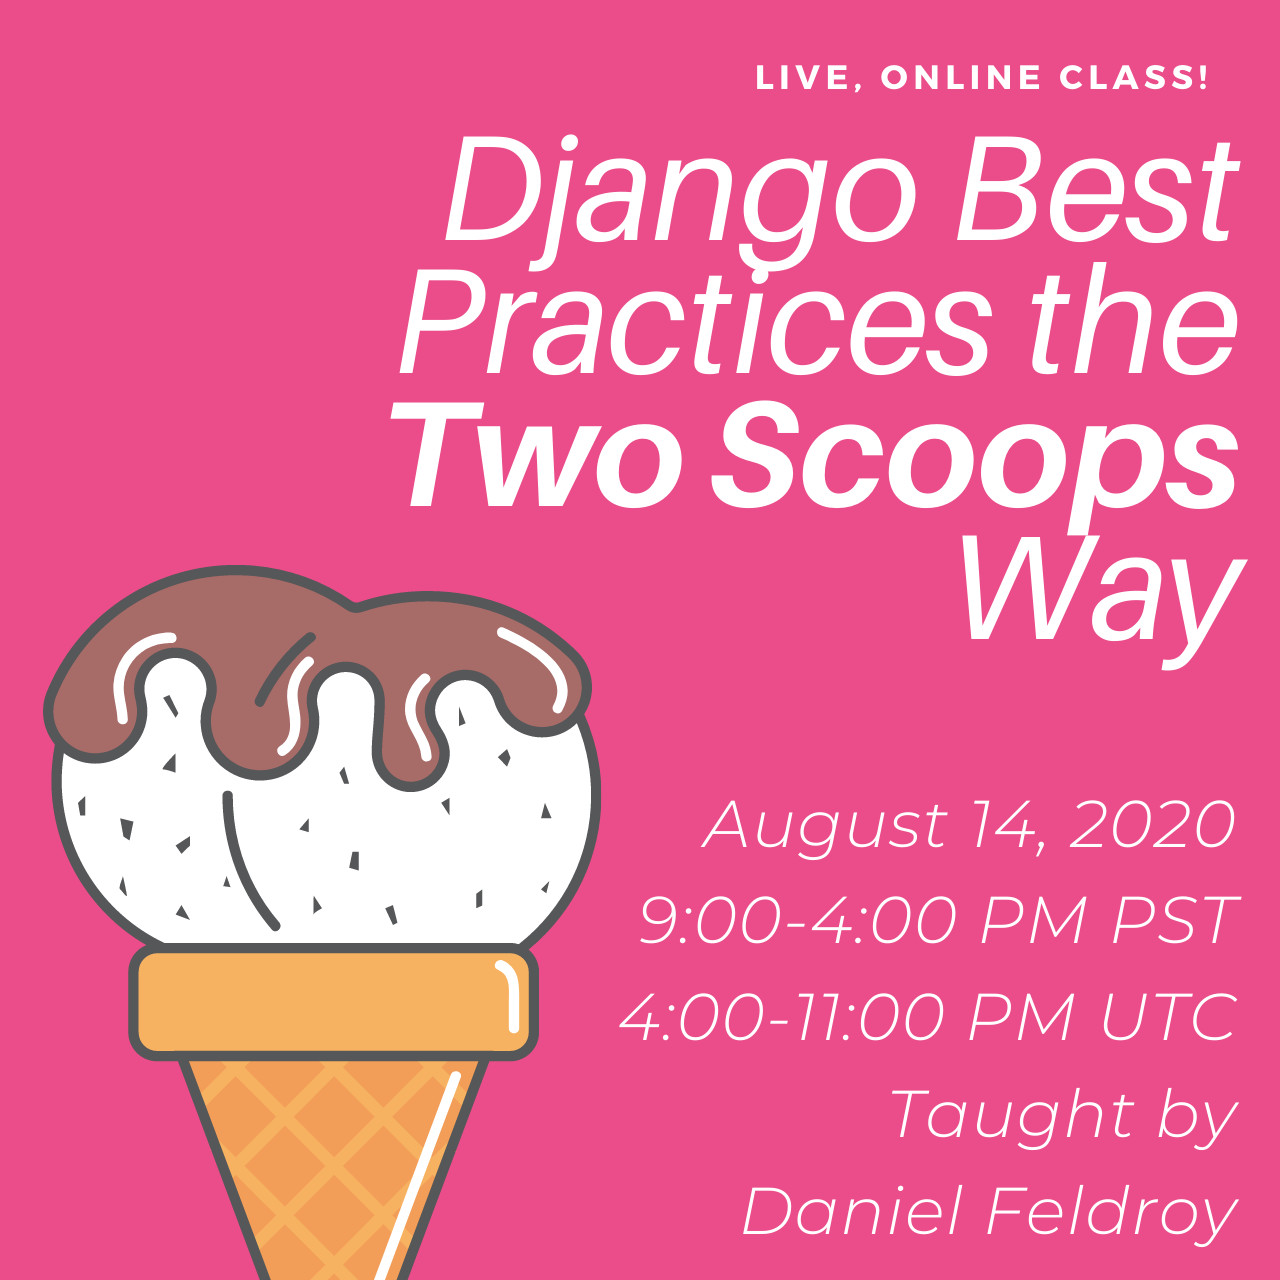 LIVE, ONLINE CLASS!
Django Best
Practices the
Two Scoops
Way
August 14, 2020
9:00-4:00 PM PST
4:00-11:00 PM UTC
Taught by
Daniel Feldroy